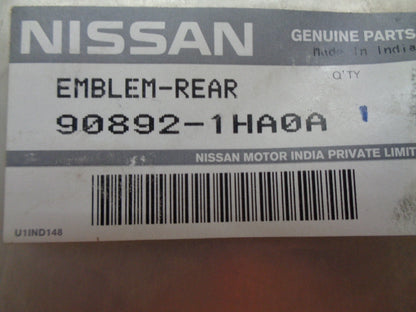 NISSAN
GENUINE PARTS
Made In India
Q'TY
EMBLEM-REAR
90892-1HA0A 1
NISSAN MOTOR INDIA PRIVATE LIMIT
U1IND148